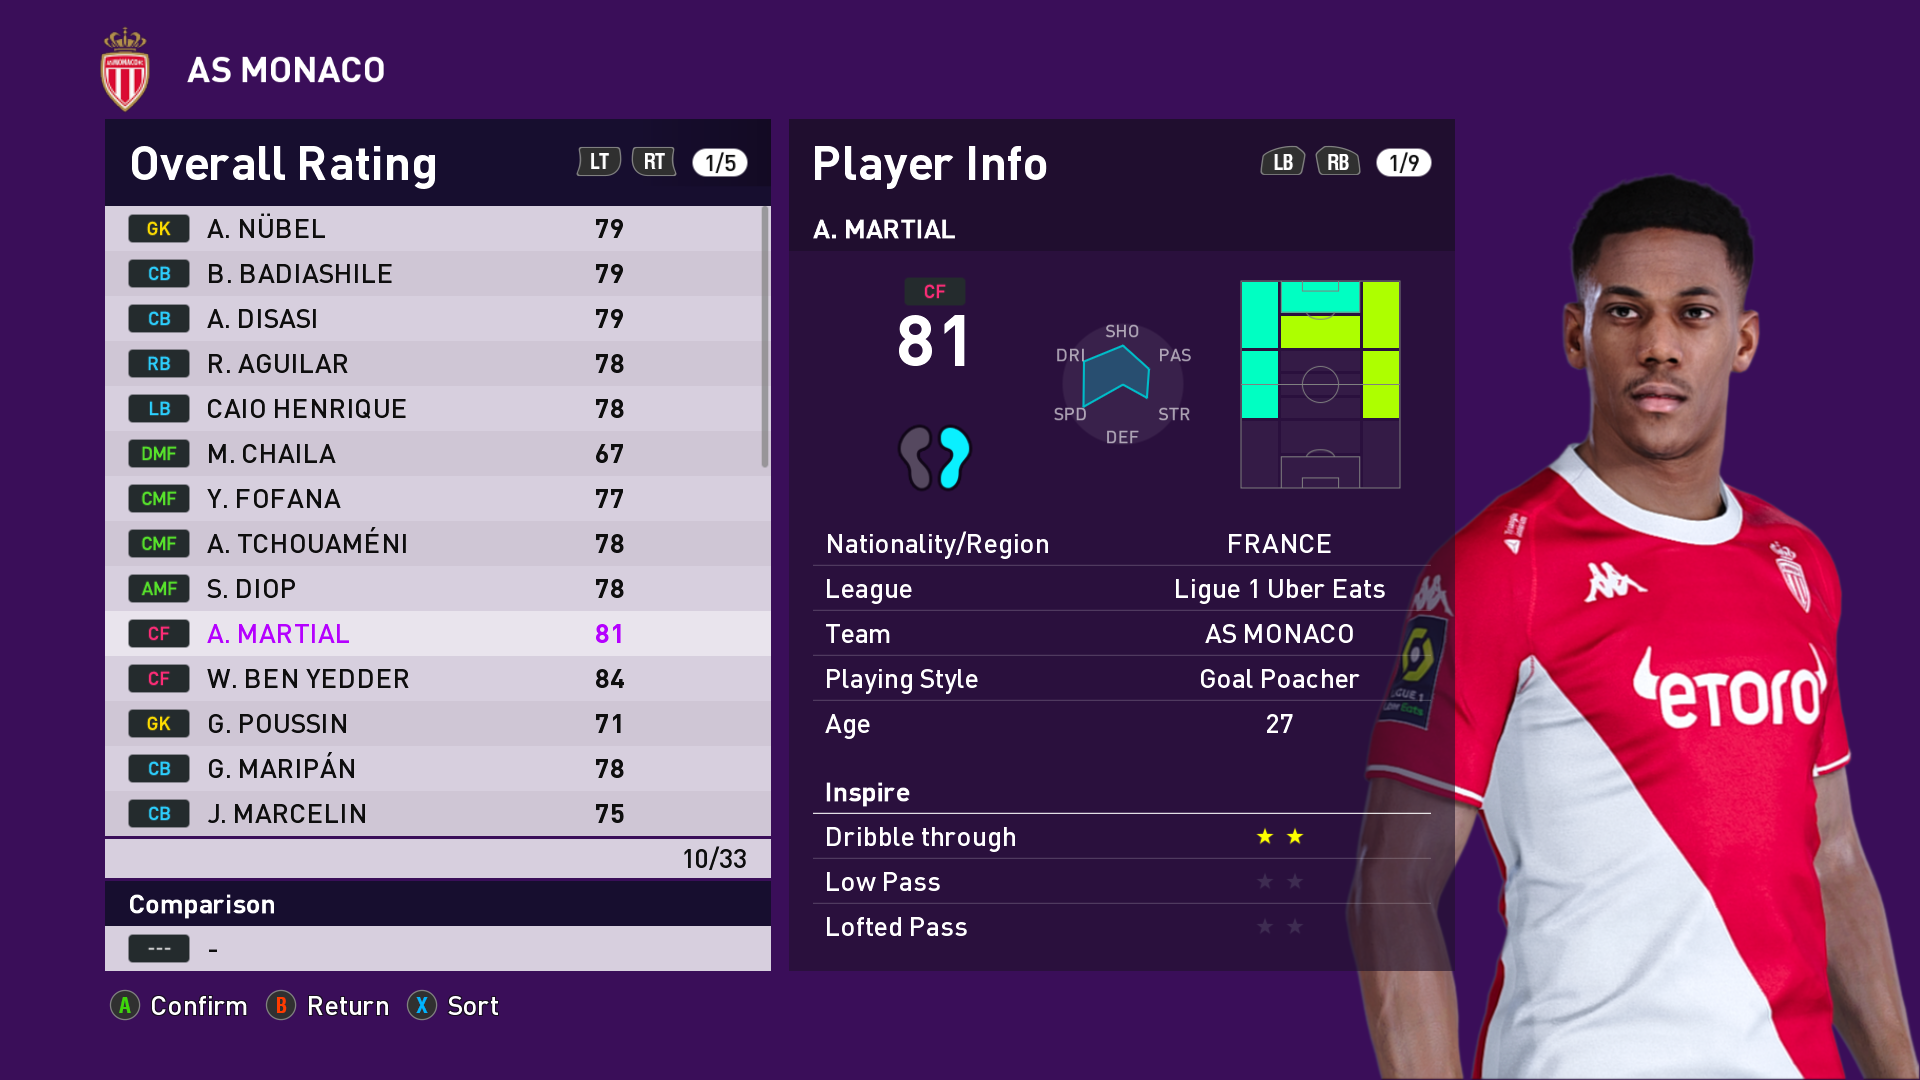 AS MONACO
Overall Rating LT RT 1/5
GK A. NÜBEL 79
CB B. BADIASHILE 79
CB A. DISASI 79
RB R. AGUILAR 78
LB CAIO HENRIQUE 78
DMF M. CHAILA 67
CMF Y. FOFANA 77
CMF A. TCHOUAMÉNI 78
AMF S. DIOP 78
CF A. MARTIAL 81
CF W. BEN YEDDER 84
GK G. POUSSIN 71
CB G. MARIPÁN 78
CB J. MARCELIN 75
10/33
Comparison
--- -
A Confirm B Return X Sort
Player Info LB RB 1/9
A. MARTIAL
CF
81
SHO
DRI PAS
SPD STR
DEF
Nationality/Region FRANCE
League Ligue 1 Uber Eats
Team AS MONACO
Playing Style Goal Poacher
Age 27
Inspire
Dribble through ★ ★
Low Pass ★ ★
Lofted Pass ★ ★
etoro
LIGUE 1
Uber Eats